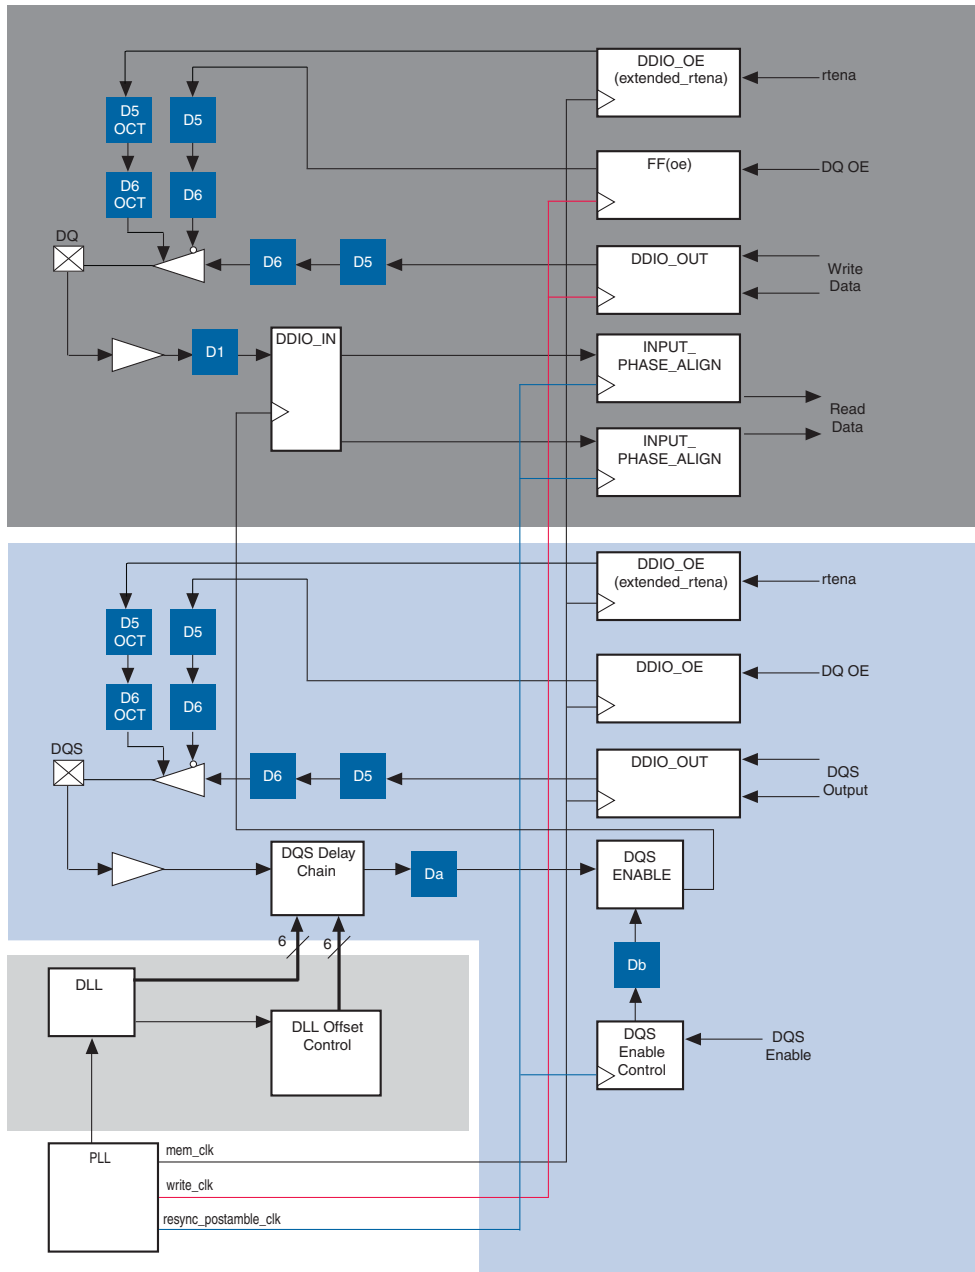 DDIO_OE
(extended_rtena)
rtena
D5
OCT
D5
FF(oe)
DQ OE
D6
OCT
D6
DQ
D6
D5
DDIO_OUT
Write
Data
D1
DDIO_IN
INPUT_
PHASE_ALIGN
Read
Data
INPUT_
PHASE_ALIGN
DDIO_OE
(extended_rtena)
rtena
D5
OCT
D5
DDIO_OE
DQ OE
D6
OCT
D6
DQS
D6
D5
DDIO_OUT
DQS
Output
DQS Delay
Chain
Da
DQS
ENABLE
6
6
Db
DLL
DLL Offset
Control
DQS
Enable
Control
DQS
Enable
PLL
mem_clk
write_clk
resync_postamble_clk